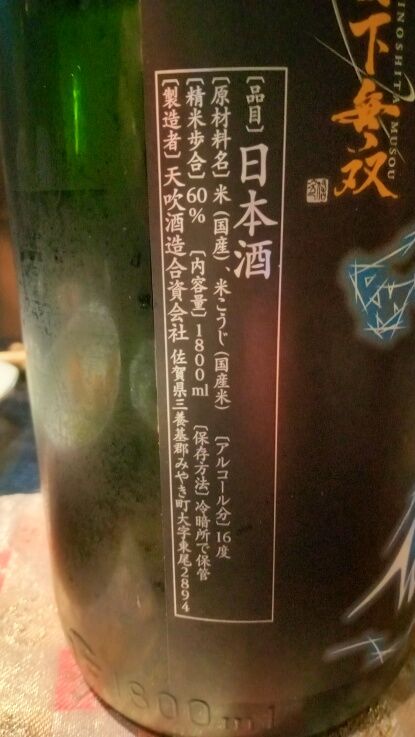 下無双
INOSHITA MUSOU
［品目］日本酒
［原材料名］米（国産）、米こうじ（国産米）　［アルコール分］16度
［精米歩合］60%　［内容量］1800ml　［保存方法］冷暗所で保管
［製造者］天吹酒造合資会社　佐賀県三養基郡みやき町大字東尾2894
1800ml